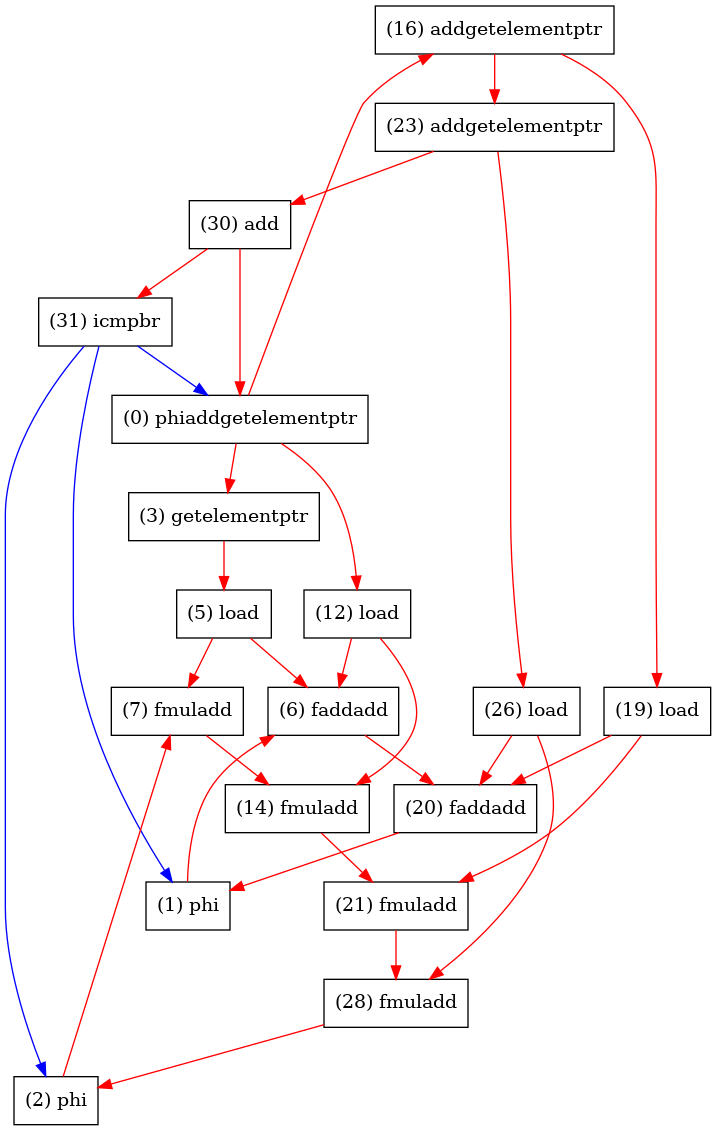 (16) addgetelementptr
(23) addgetelementptr
(30) add
(31) icmpbr
(0) phiaddgetelementptr
(3) getelementptr
(5) load
(12) load
(7) fmuladd
(6) faddadd
(26) load
(19) load
(14) fmuladd
(20) faddadd
(1) phi
(21) fmuladd
(28) fmuladd
(2) phi